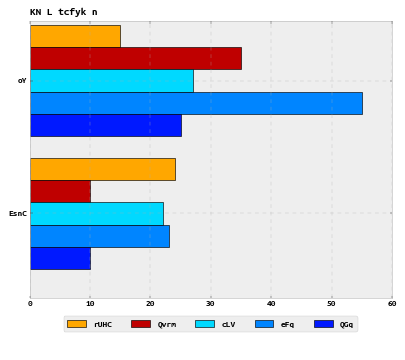 KN L tcfyk n
oY
EsnC
0 10 20 30 40 50 60
rUHC Qvrm cLV eFq QGq